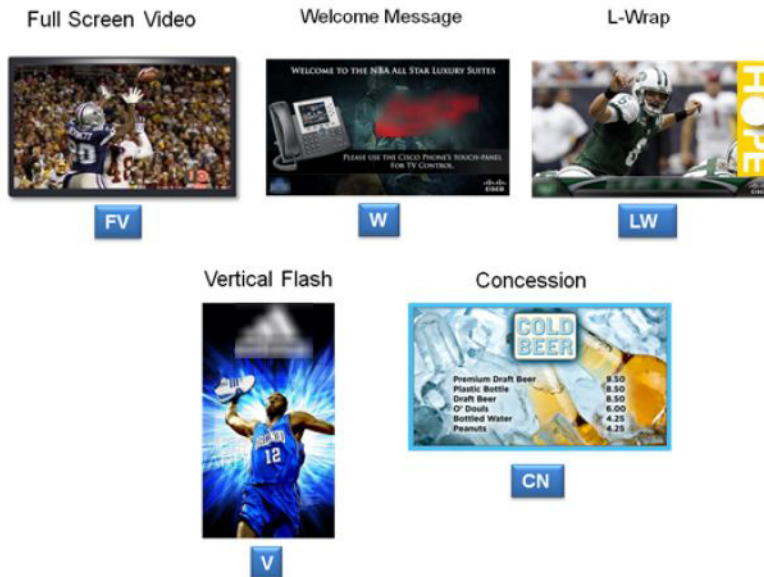 Full Screen Video
Welcome Message
L-Wrap
WELCOME TO THE NBA ALL STAR LUXURY SUITES
PLEASE USE THE CISCO PHONE'S TOUCH-PANEL
FOR TV CONTROL.
CISCO
HOPE
FV
W
LW
Vertical Flash
Concession
12
COLD
BEER
Premium Draft Beer 9.50
Plastic Bottle 8.50
Draft Beer 8.50
O' Douls 6.00
Bottled Water 4.25
Peanuts 4.25
CN
V